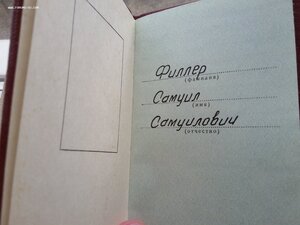 Филлер
(фамилия)
Самуил
(имя)
Самуилович
(отчество)